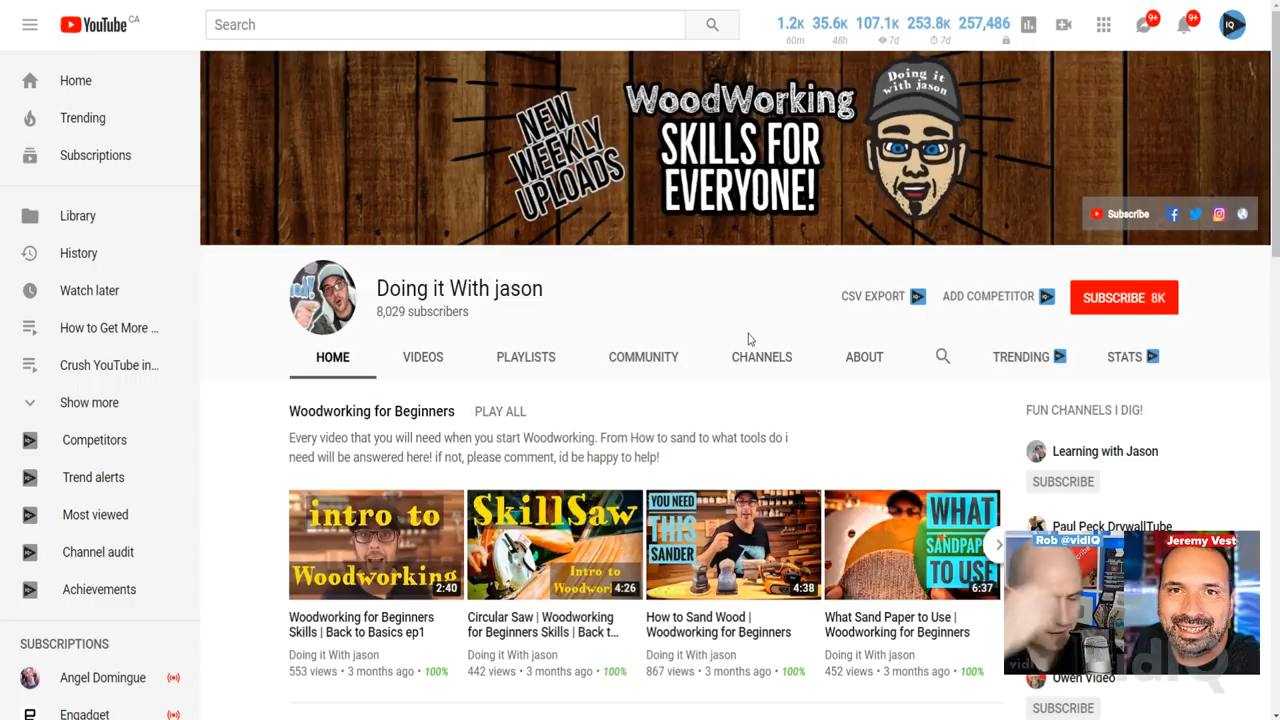 YouTube CA
Search
1.2K 35.6K 107.1K 253.8K 257,486
60m 48h 7d 7d
9+ 9+
IQ
Home
Trending
Subscriptions
Library
History
Watch later
How to Get More ...
Crush YouTube in...
Show more
Competitors
Trend alerts
Most viewed
Channel audit
Achievements
SUBSCRIPTIONS
Angel Domingue
Engadget
NEW
WEEKLY
UPLOADS
WoodWorking
SKILLS FOR
EVERYONE!
Doing it
with jason
Subscribe
Doing it With jason
8,029 subscribers
CSV EXPORT
ADD COMPETITOR
SUBSCRIBE 8K
HOME
VIDEOS
PLAYLISTS
COMMUNITY
CHANNELS
ABOUT
TRENDING
STATS
Woodworking for Beginners PLAY ALL
Every video that you will need when you start Woodworking. From How to sand to what tools do i
need will be answered here! if not, please comment, id be happy to help!
intro to
Woodworking
2:40
Woodworking for Beginners
Skills | Back to Basics ep1
Doing it With jason
553 views • 3 months ago • 100%
SkillSaw
Intro to
4:26
Circular Saw | Woodworking
for Beginners Skills | Back t...
Doing it With jason
442 views • 3 months ago • 100%
YOU NEED
THIS
SANDER
4:38
How to Sand Wood |
Woodworking for Beginners
Doing it With jason
867 views • 3 months ago • 100%
WHAT
SANDPAPER
TO USE
6:37
What Sand Paper to Use |
Woodworking for Beginners
Doing it With jason
452 views • 3 months ago • 100%
FUN CHANNELS I DIG!
Learning with Jason
SUBSCRIBE
Paul Peck DrywallTube
Rob @vidIQ
Jeremy Vest
vidIQ
Owen Video
SUBSCRIBE